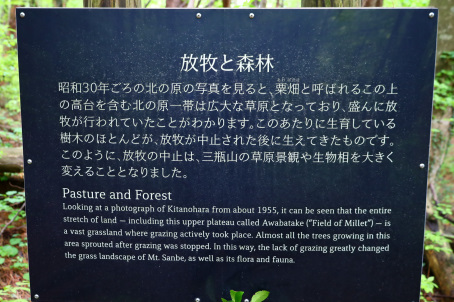 放牧と森林
昭和30年ごろの北の原の写真を見ると、粟畑と呼ばれるこの上
の高台を含む北の原一帯は広大な草原となっており、盛んに放
牧が行われていたことがわかります。このあたりに生育している
樹木のほとんどが、放牧が中止された後に生えてきたものです。
このように、放牧の中止は、三瓶山の草原景観や生物相を大きく
変えることとなりました。
Pasture and Forest
Looking at a photograph of Kitanohara from about 1955, it can be seen that the entire
stretch of land — including this upper plateau called Awabatake ("Field of Millet") — is
a vast grassland where grazing actively took place. Almost all the trees growing in this
area sprouted after grazing was stopped. In this way, the lack of grazing greatly changed
the grass landscape of Mt. Sanbe, as well as its flora and fauna.